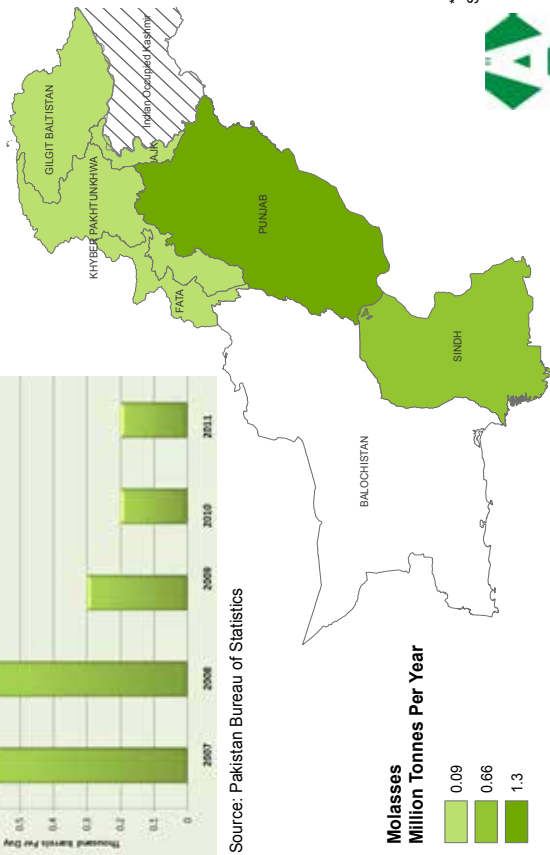 Thousand Barrels Per Day
0.5
0.4
0.3
0.2
0.1
0
2007
2008
2009
2010
2011
Source: Pakistan Bureau of Statistics
GILGIT BALTISTAN
KHYBER PAKHTUNKHWA
Indian Occupied Kashmir
AJK
FATA
PUNJAB
BALOCHISTAN
SINDH
Molasses
Million Tonnes Per Year
0.09
0.66
1.3
*